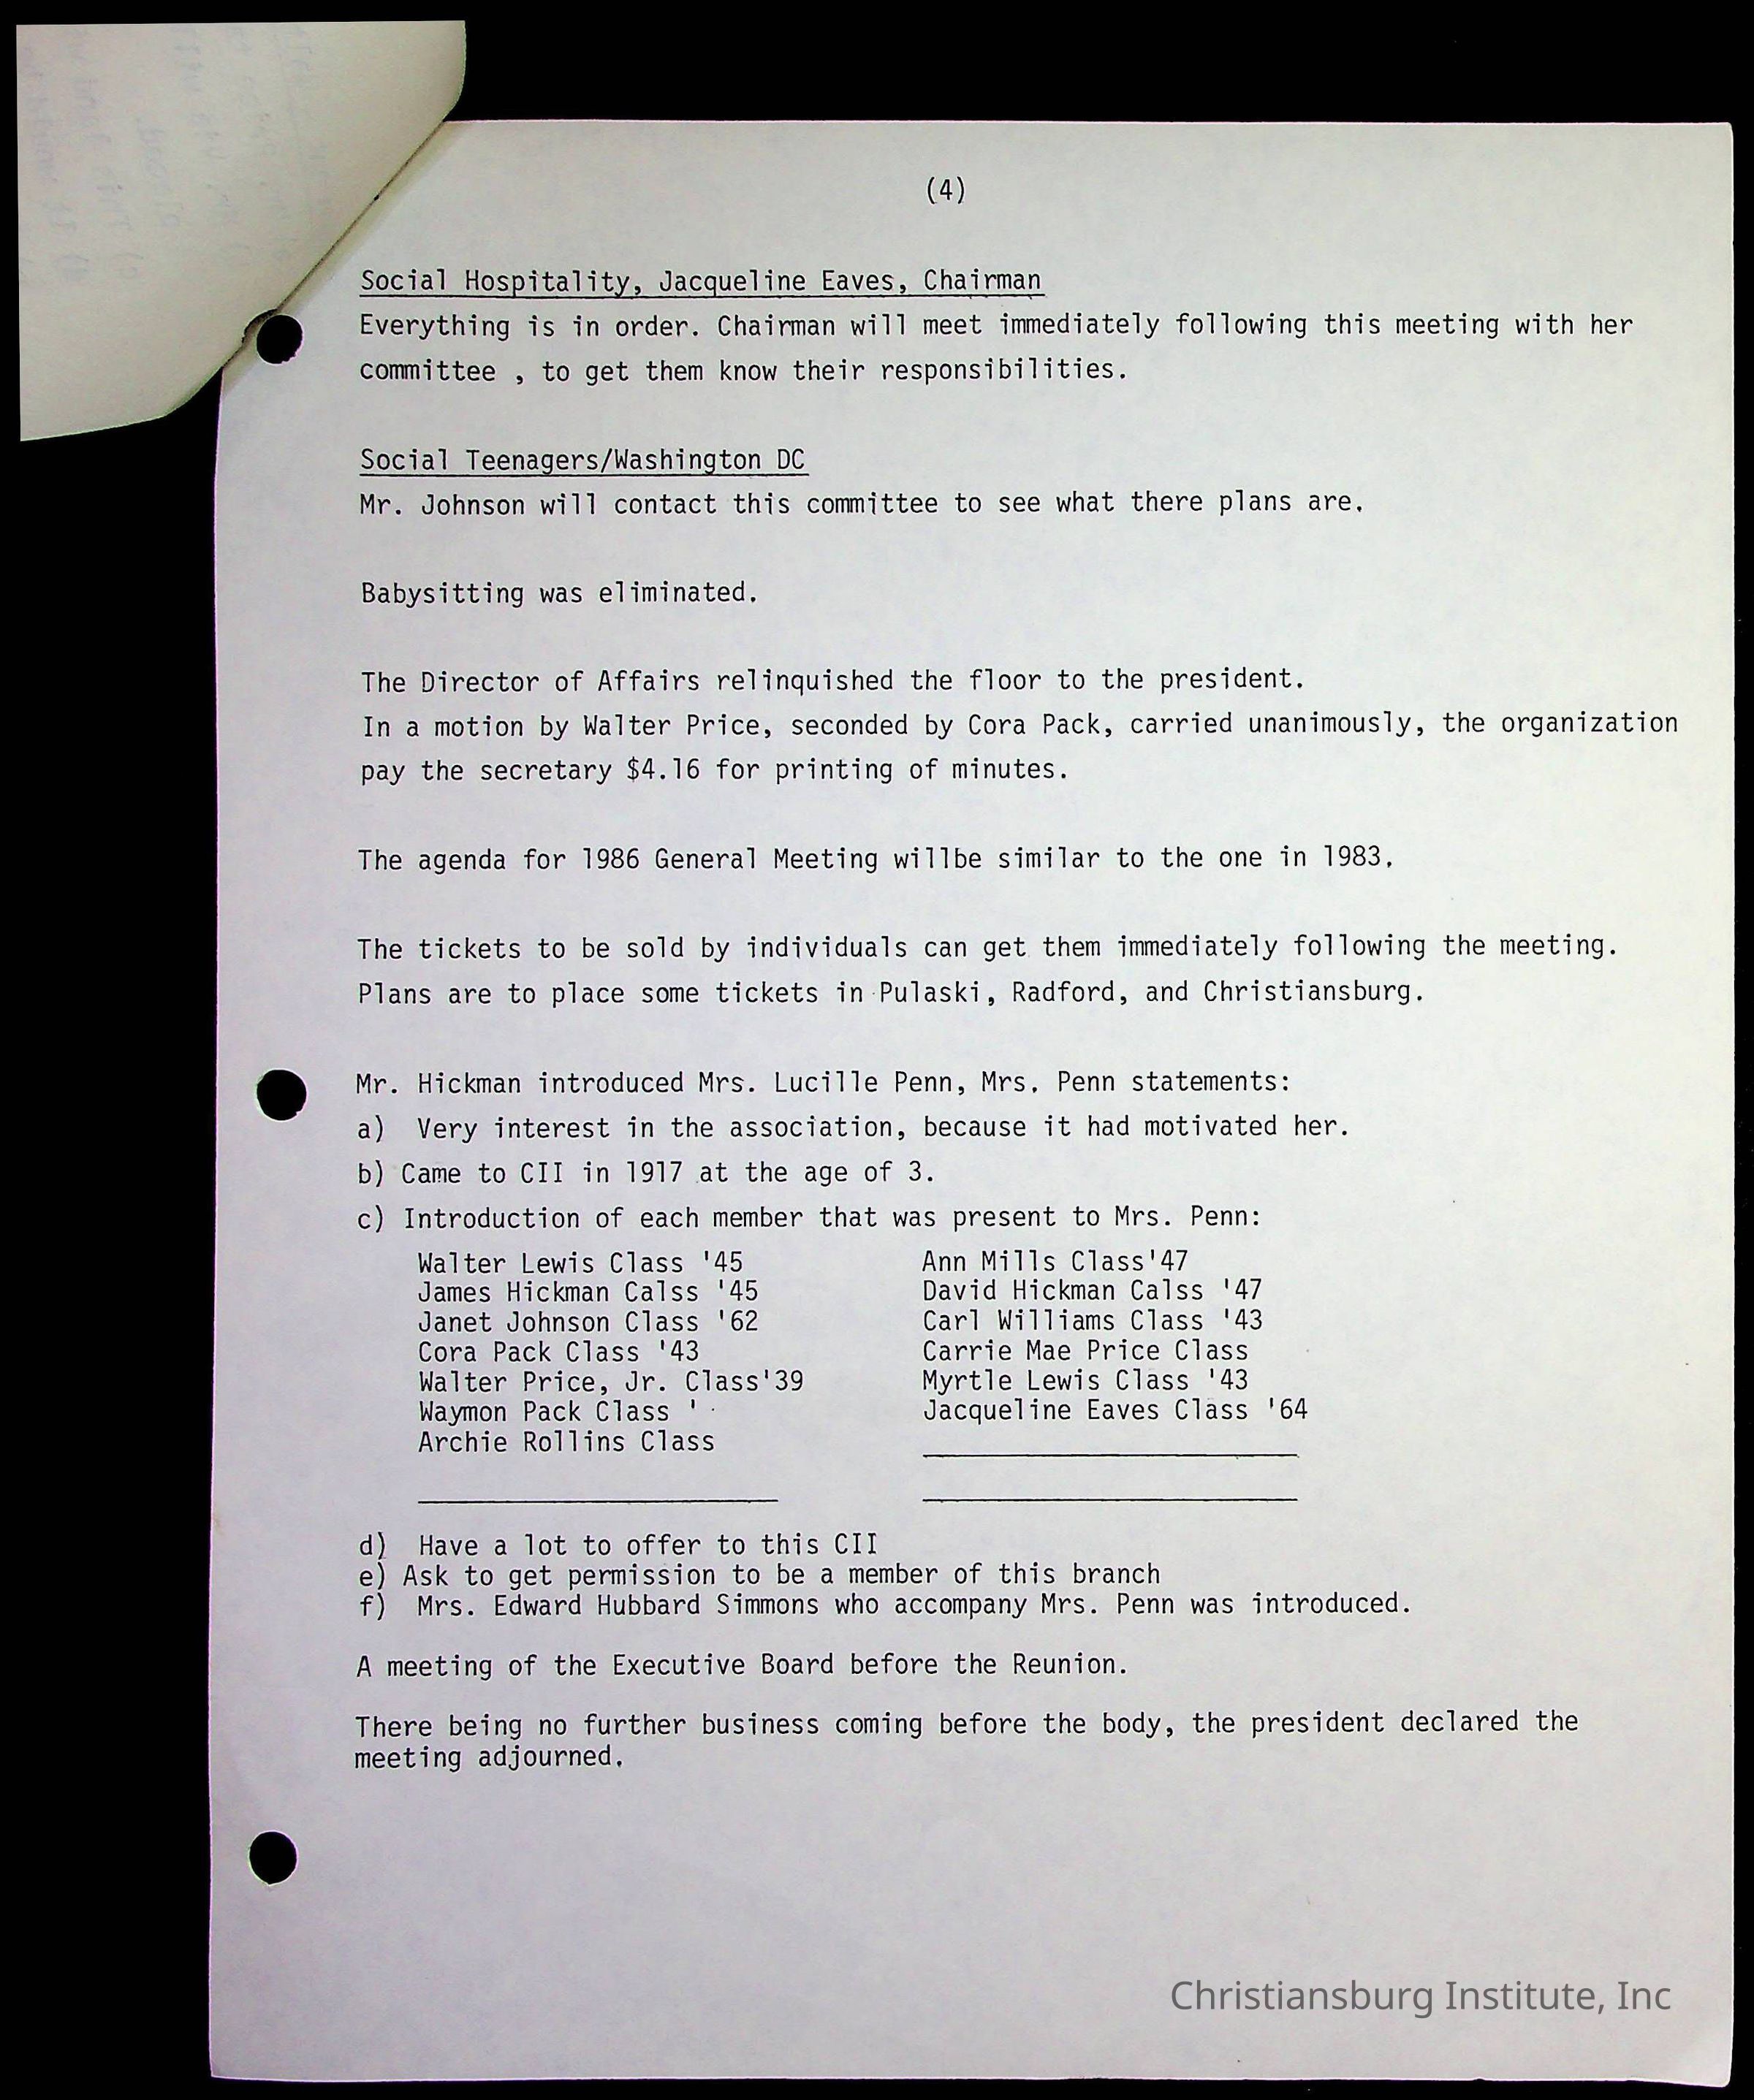 (4)
Social Hospitality, Jacqueline Eaves, Chairman
Everything is in order. Chairman will meet immediately following this meeting with her
committee , to get them know their responsibilities.
Social Teenagers/Washington DC
Mr. Johnson will contact this committee to see what there plans are.
Babysitting was eliminated.
The Director of Affairs relinquished the floor to the president.
In a motion by Walter Price, seconded by Cora Pack, carried unanimously, the organization
pay the secretary $4.16 for printing of minutes.
The agenda for 1986 General Meeting willbe similar to the one in 1983.
The tickets to be sold by individuals can get them immediately following the meeting.
Plans are to place some tickets in Pulaski, Radford, and Christiansburg.
Mr. Hickman introduced Mrs. Lucille Penn, Mrs. Penn statements:
a) Very interest in the association, because it had motivated her.
b) Came to CII in 1917 at the age of 3.
c) Introduction of each member that was present to Mrs. Penn:
Walter Lewis Class '45
James Hickman Calss '45
Janet Johnson Class '62
Cora Pack Class '43
Walter Price, Jr. Class'39
Waymon Pack Class '
Archie Rollins Class
Ann Mills Class'47
David Hickman Calss '47
Carl Williams Class '43
Carrie Mae Price Class
Myrtle Lewis Class '43
Jacqueline Eaves Class '64
d) Have a lot to offer to this CII
e) Ask to get permission to be a member of this branch
f) Mrs. Edward Hubbard Simmons who accompany Mrs. Penn was introduced.
A meeting of the Executive Board before the Reunion.
There being no further business coming before the body, the president declared the
meeting adjourned.
Christiansburg Institute, Inc